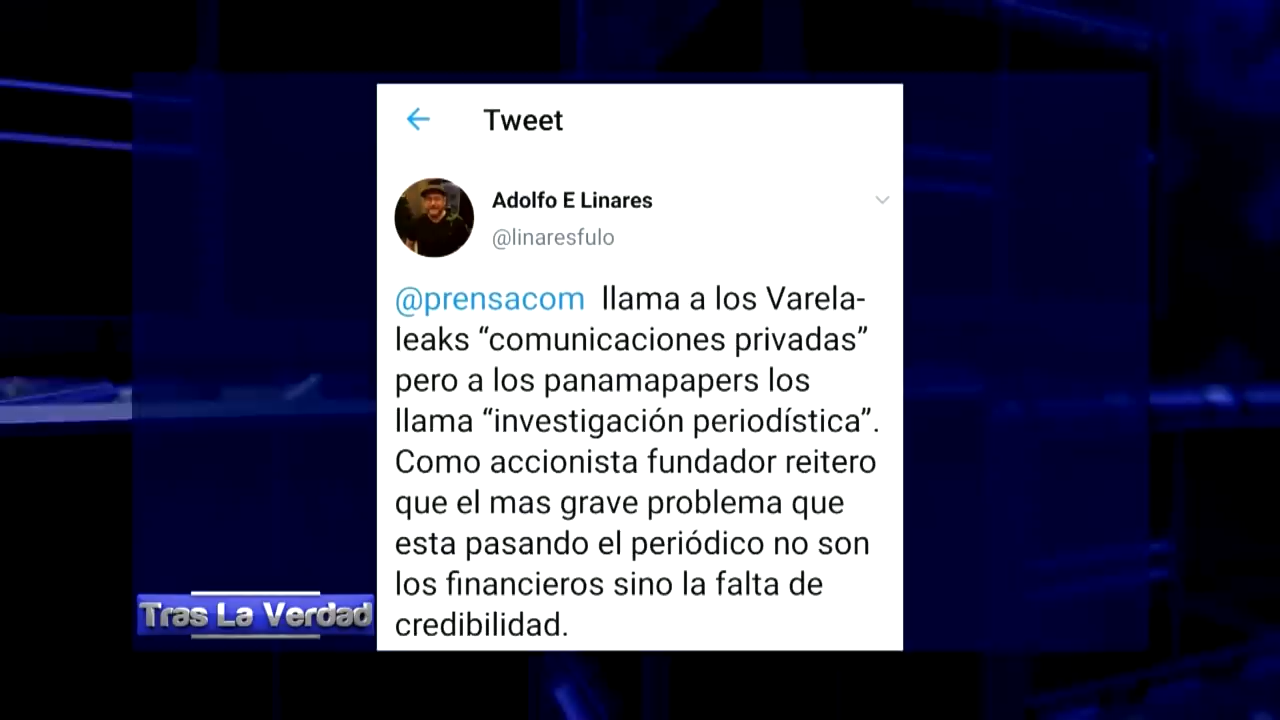 Tweet
Adolfo E Linares
@linaresfulo
@prensacom llama a los Varela-
leaks “comunicaciones privadas”
pero a los panamapapers los
llama “investigación periodística”.
Como accionista fundador reitero
que el mas grave problema que
esta pasando el periódico no son
los financieros sino la falta de
credibilidad.
Tras La Verdad